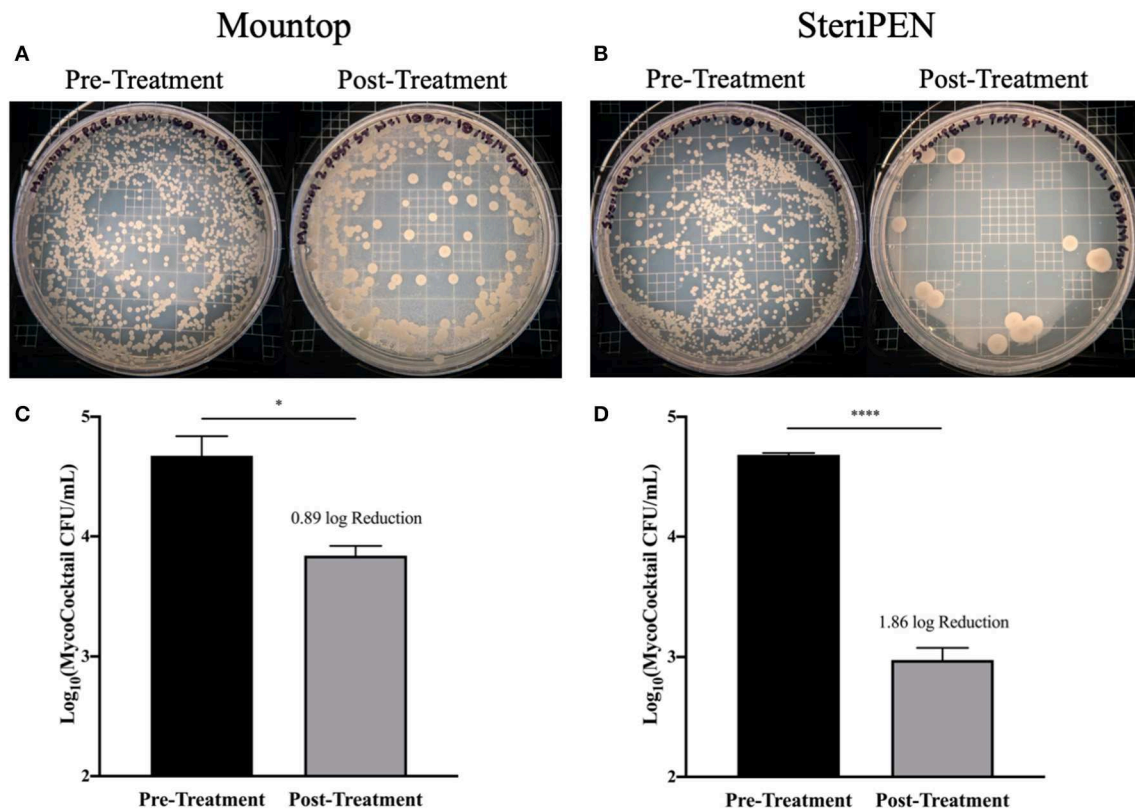 Mountop
SteriPEN
A
B
Pre-Treatment
Post-Treatment
Pre-Treatment
Post-Treatment
C
D
Log10(MycoCocktail CFU/mL)
5
4
3
2
*
0.89 log Reduction
Pre-Treatment
Post-Treatment
Log10(MycoCocktail CFU/mL)
5
4
3
2
****
1.86 log Reduction
Pre-Treatment
Post-Treatment